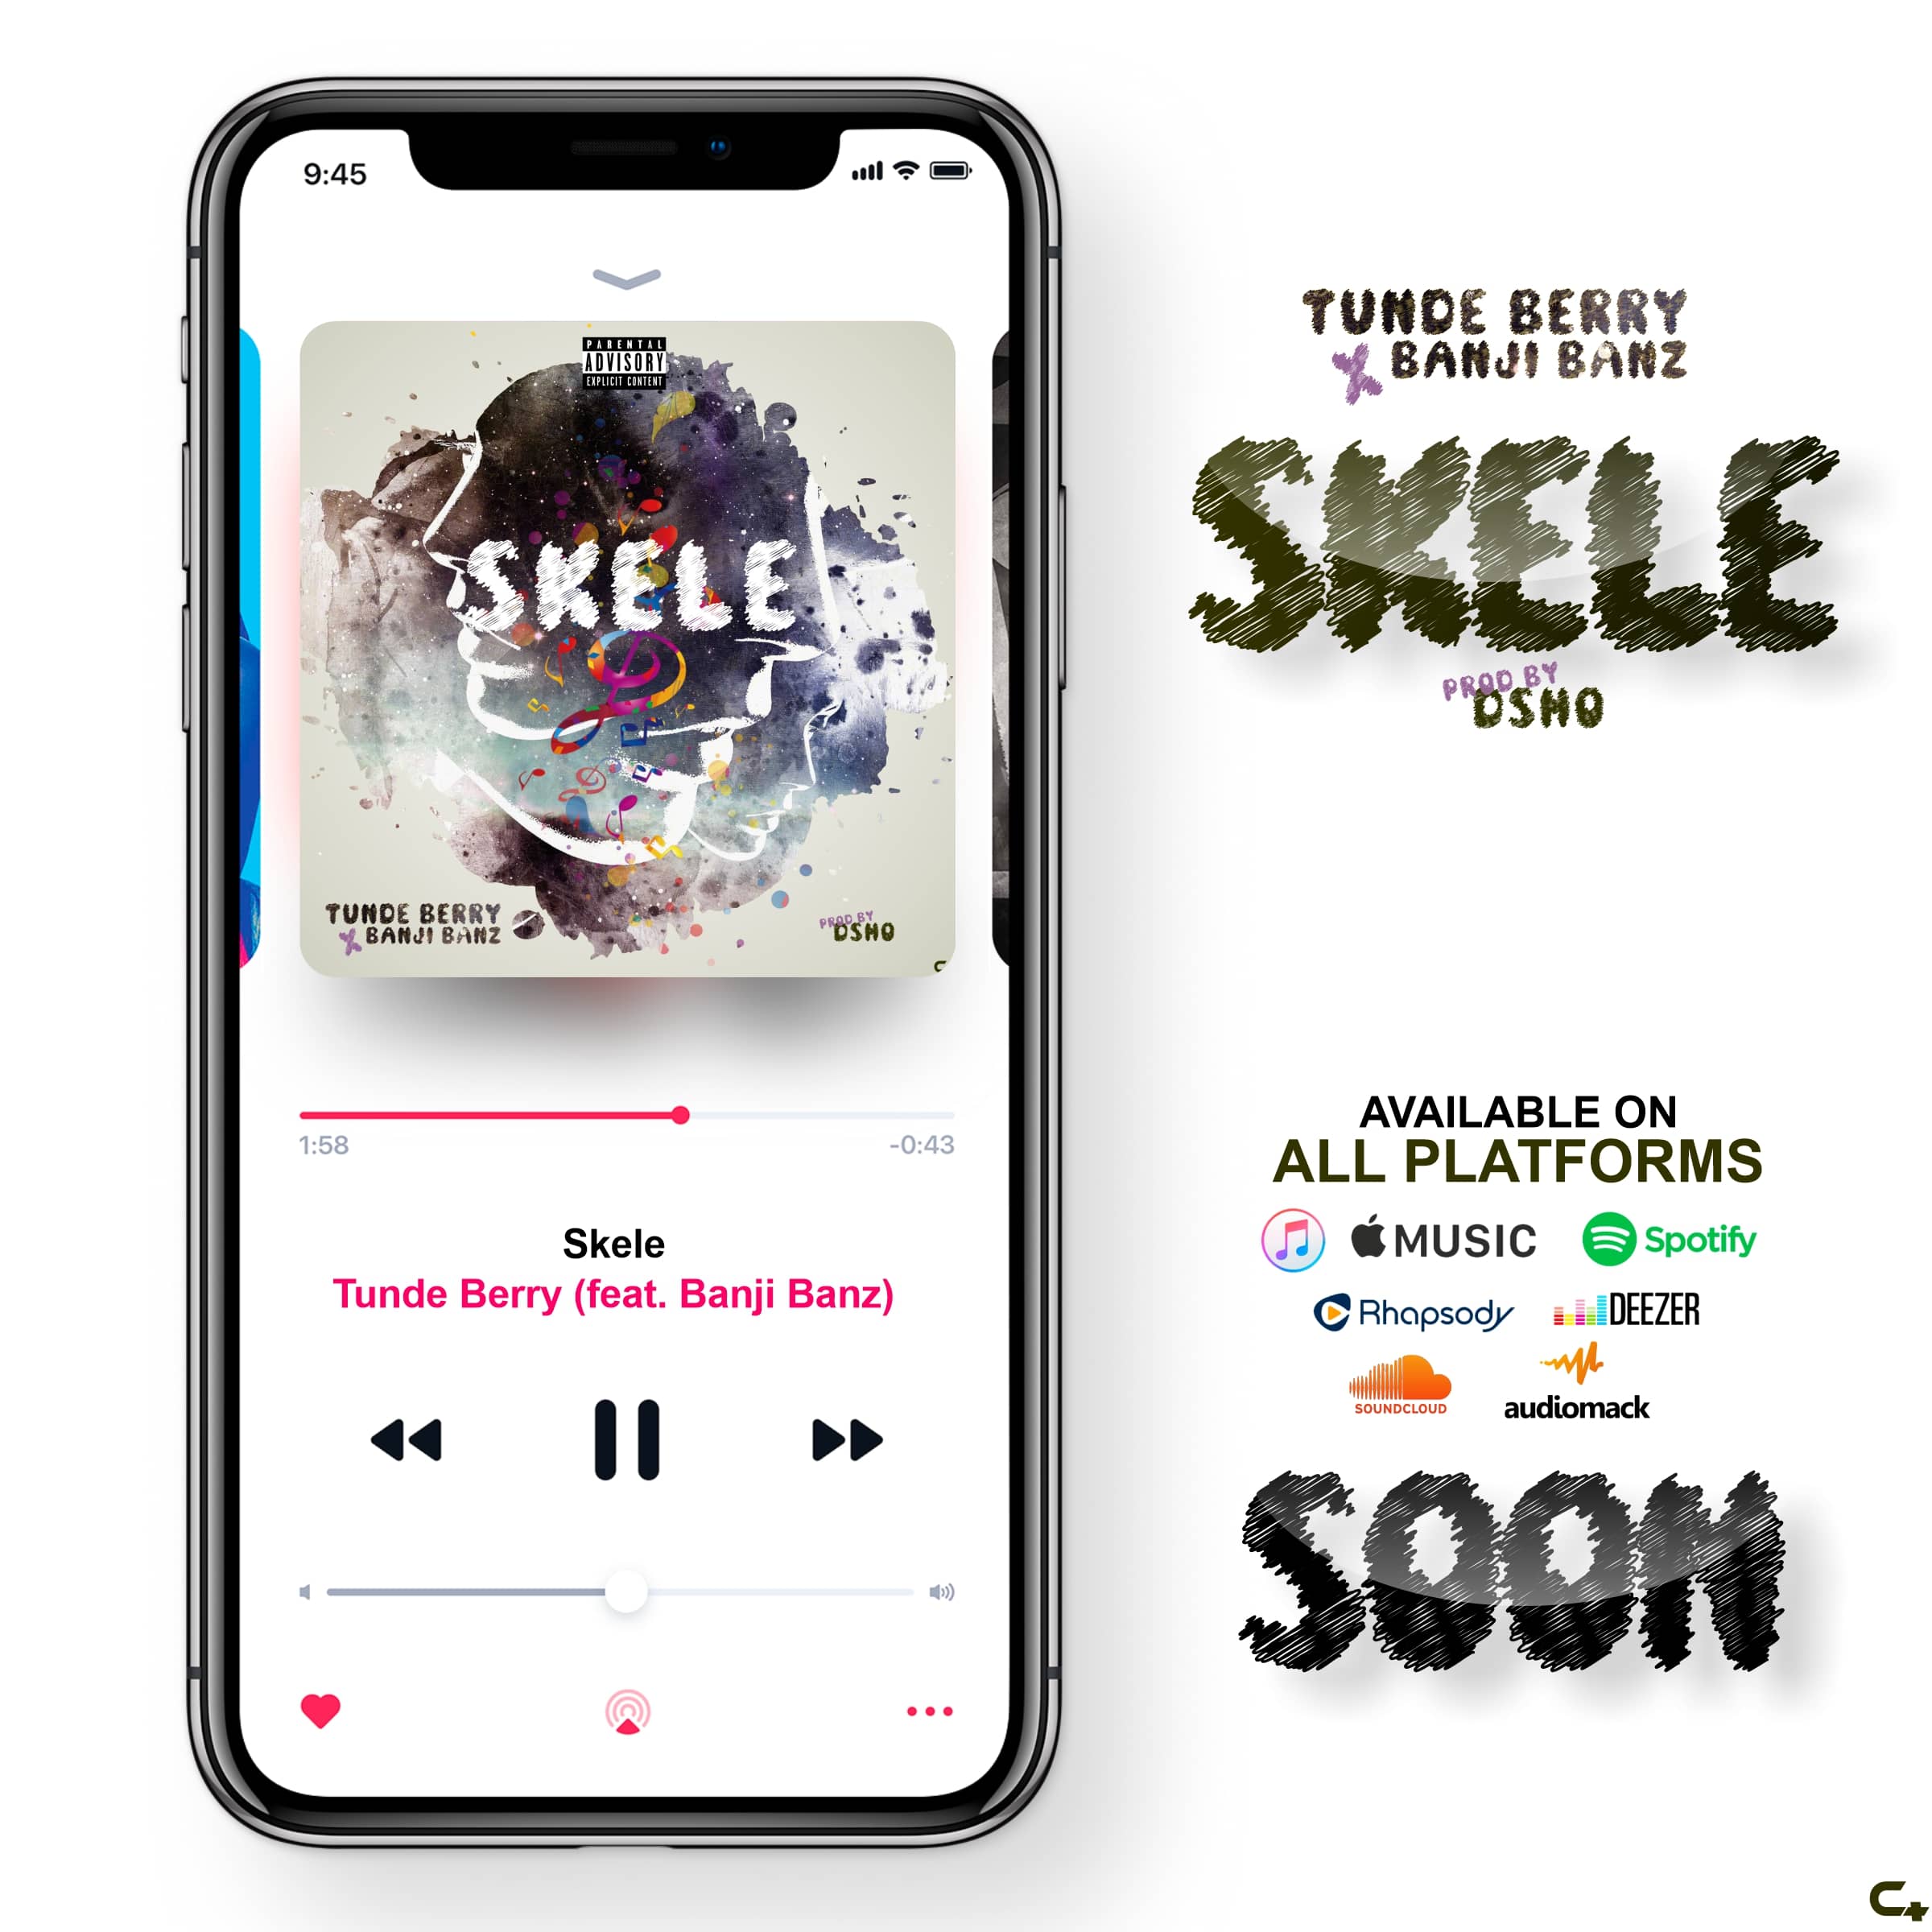 9:45
PARENTAL
ADVISORY
EXPLICIT CONTENT
SKELE
TUNDE BERRY
X BANJI BANZ
PROD BY
DSMO
1:58
-0:43
Skele
Tunde Berry (feat. Banji Banz)
TUNDE BERRY
X BANJI BANZ
SKELE
PROD BY
DSMO
AVAILABLE ON
ALL PLATFORMS
MUSIC
Spotify
Rhapsody
DEEZER
SOUNDCLOUD
audiomack
SOON